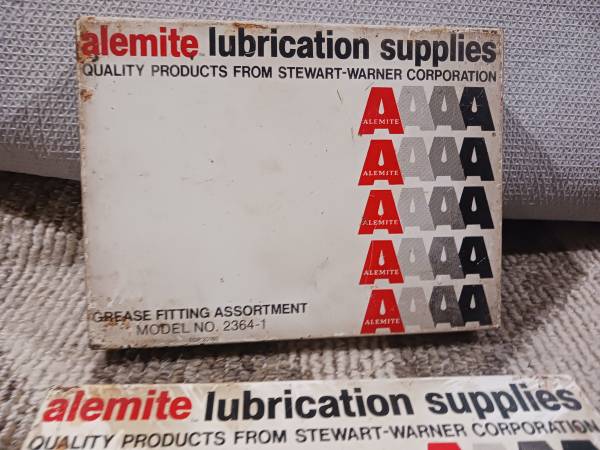 alemite lubrication supplies
QUALITY PRODUCTS FROM STEWART-WARNER CORPORATION
ALEMITE
ALEMITE
ALEMITE
ALEMITE
ALEMITE
GREASE FITTING ASSORTMENT
MODEL NO. 2364-1
alemite lubrication supplies
QUALITY PRODUCTS FROM STEWART-WARNER CORPORATION